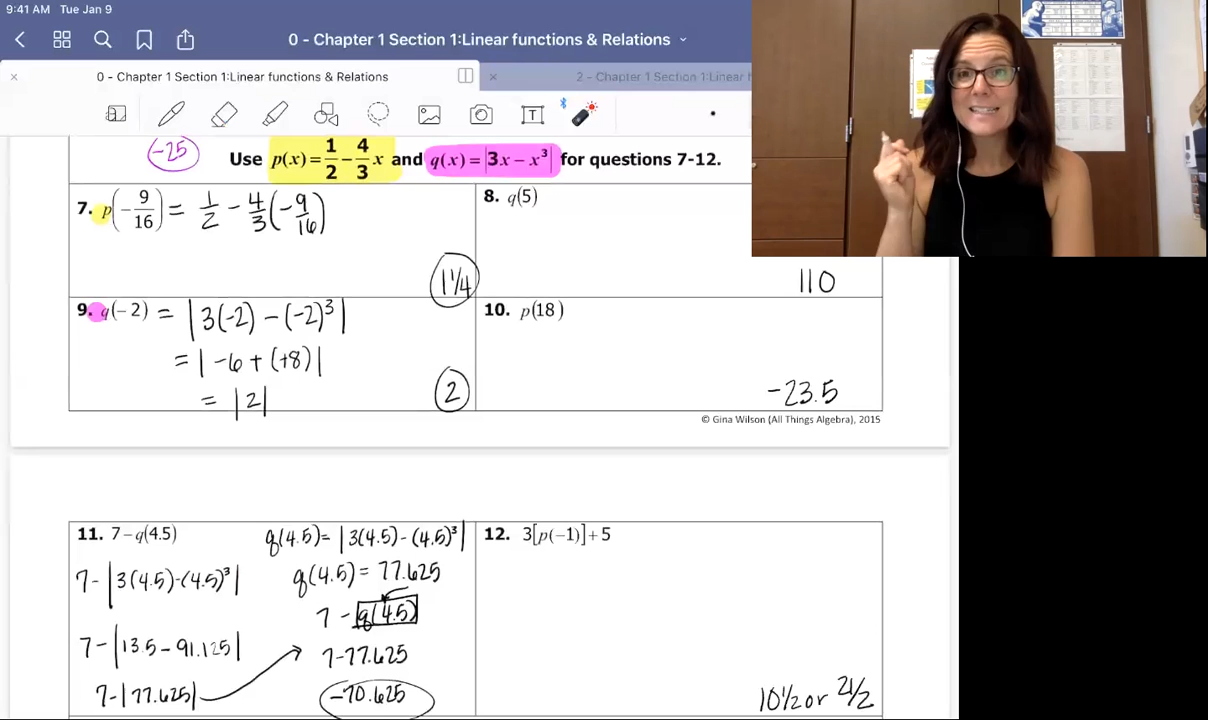 9:41 AM Tue Jan 9
0 - Chapter 1 Section 1:Linear functions & Relations
0 - Chapter 1 Section 1:Linear functions & Relations
2 - Chapter 1 Section 1:Linear
-25
Use p(x) = 1/2 − 4/3 x and q(x) = |3x − x³| for questions 7-12.
7. p(−9/16) = 1/2 − 4/3(−9/16)
1 1/4
8. q(5)
110
9. q(−2) = |3(-2) − (-2)³|
= |-6 + (+8)|
= |2|
2
10. p(18)
-23.5
© Gina Wilson (All Things Algebra), 2015
11. 7 − q(4.5)
7 - |3(4.5) - (4.5)³|
7 - |13.5 - 91.125|
7 - |77.625|
q(4.5) = |3(4.5) - (4.5)³|
q(4.5) = 77.625
7 - q(4.5)
7 - 77.625
-70.625
12. 3[p(−1)] + 5
10 1/2 or 21/2